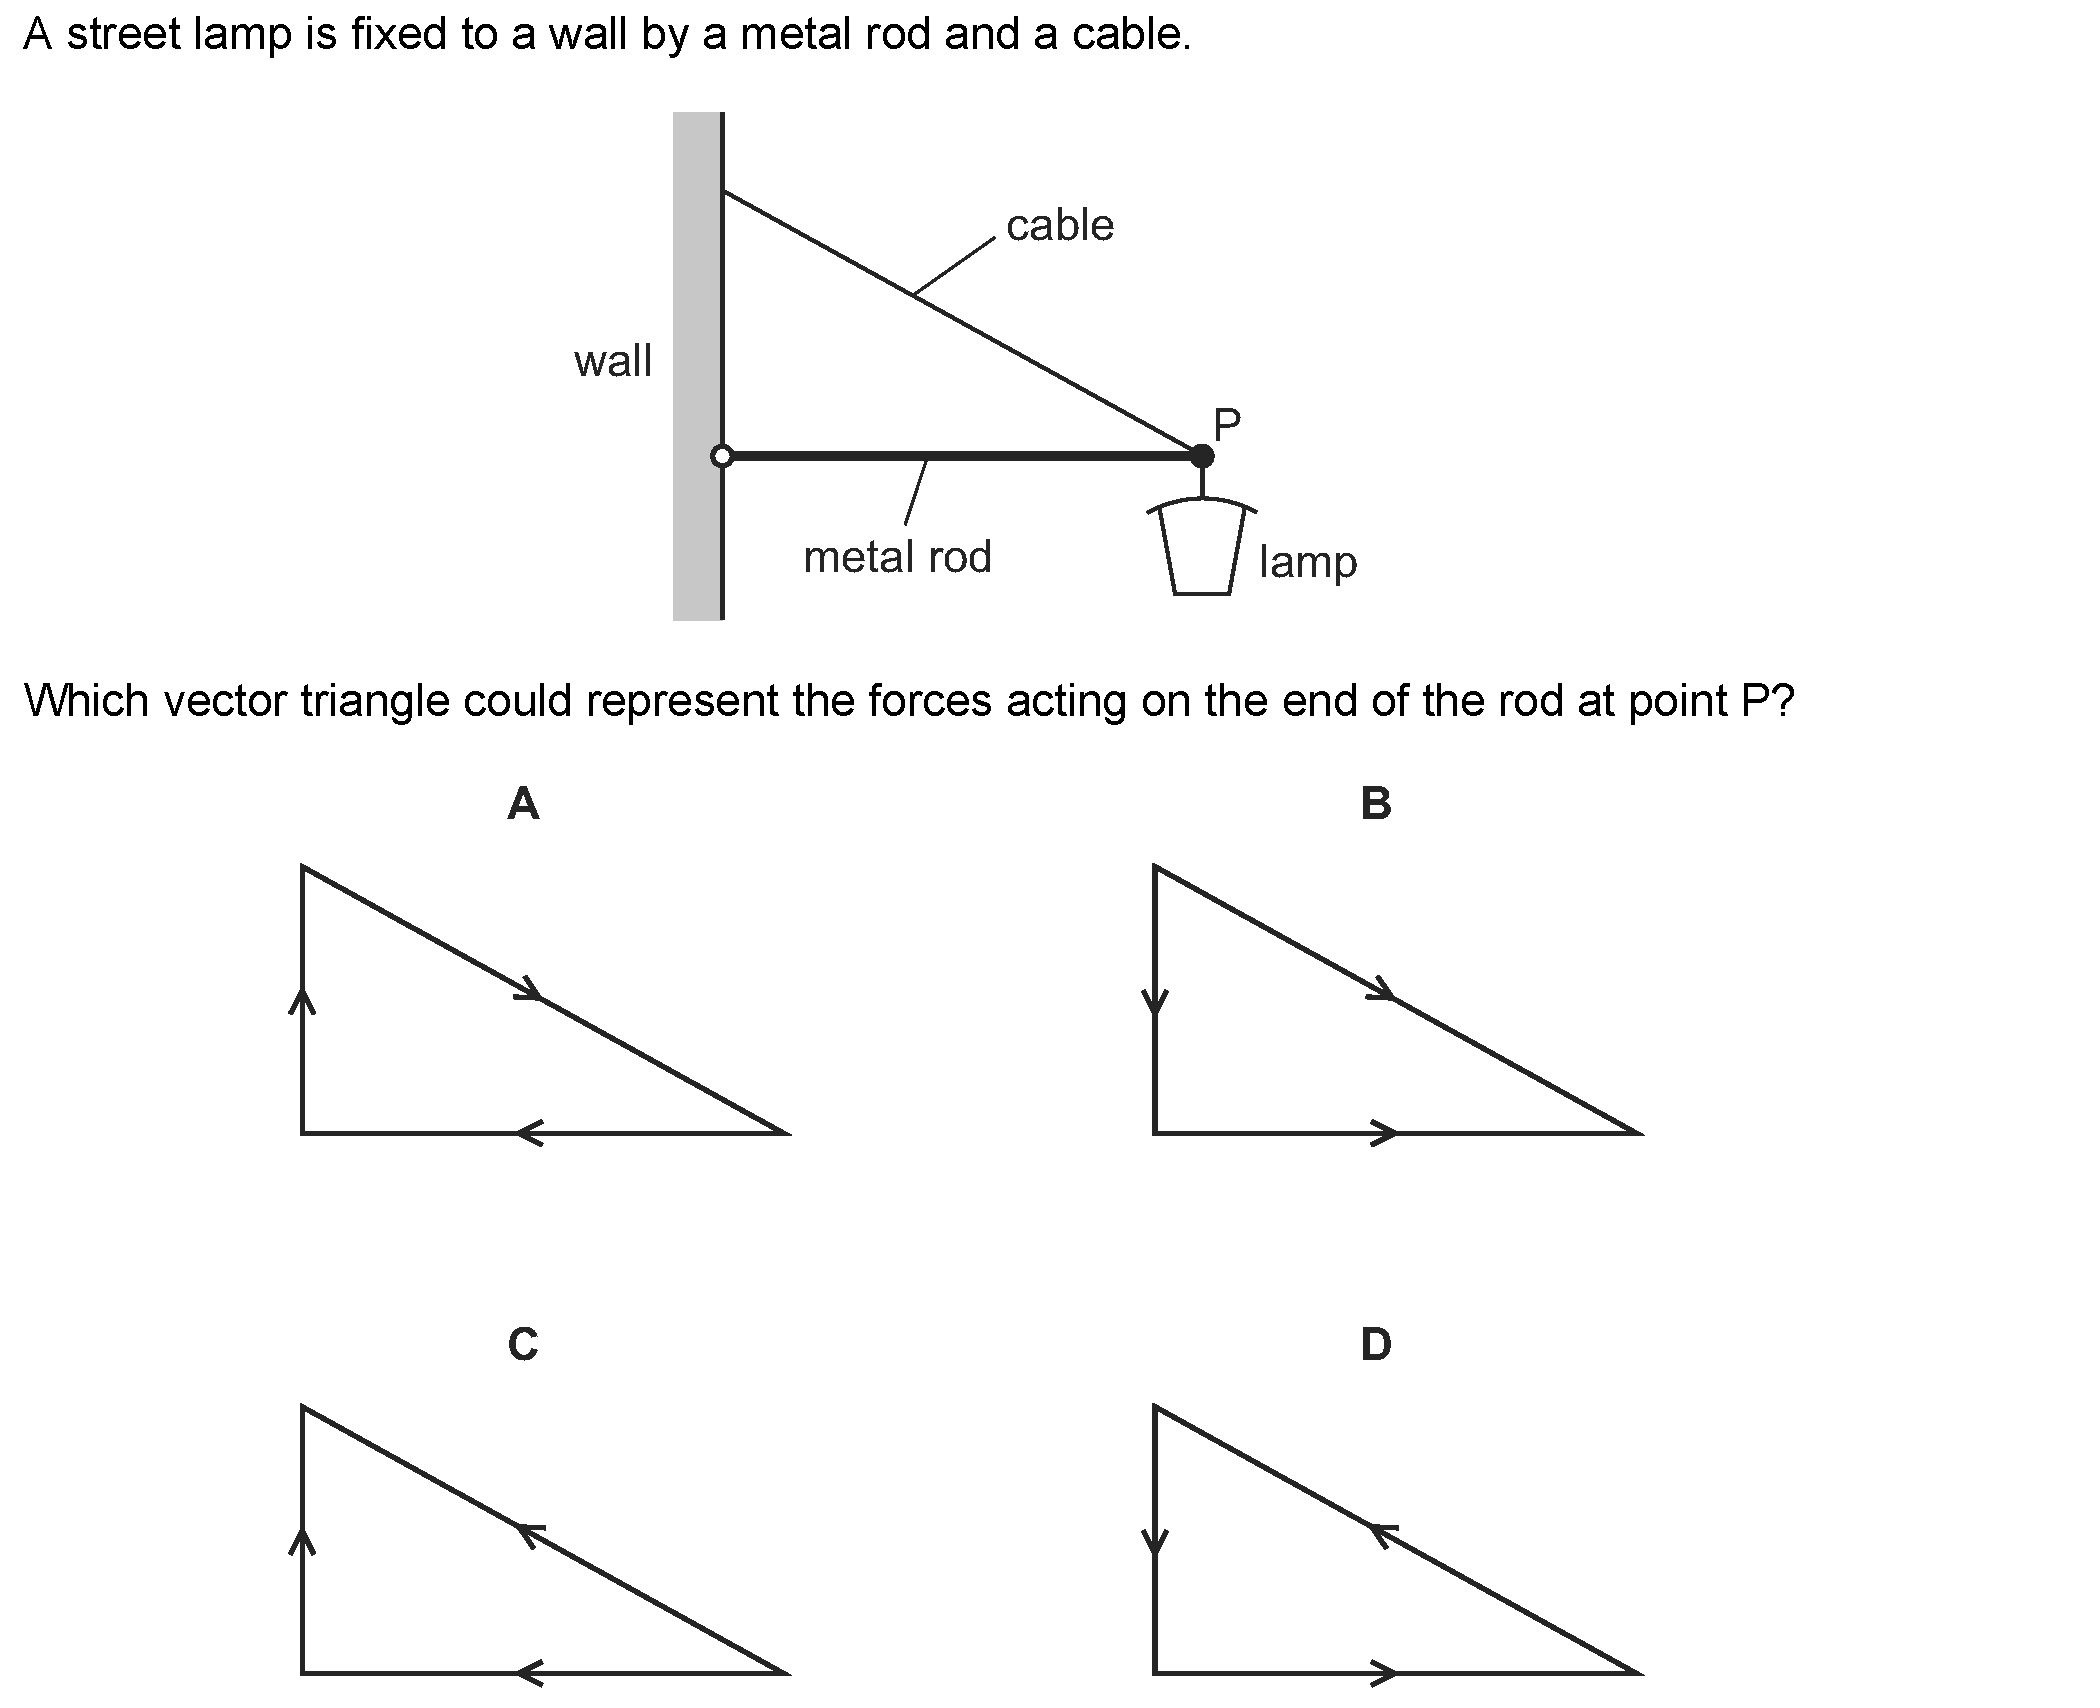 A street lamp is fixed to a wall by a metal rod and a cable.
cable
wall
P
metal rod
lamp
Which vector triangle could represent the forces acting on the end of the rod at point P?
A
B
C
D